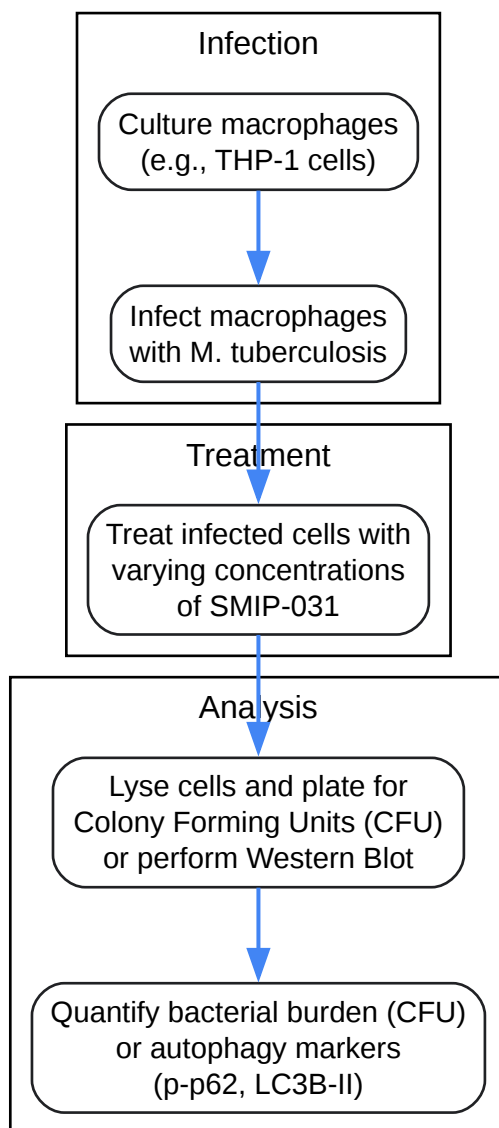 Infection
Culture macrophages
(e.g., THP-1 cells)
Infect macrophages
with M. tuberculosis
Treatment
Treat infected cells with
varying concentrations
of SMIP-031
Analysis
Lyse cells and plate for
Colony Forming Units (CFU)
or perform Western Blot
Quantify bacterial burden (CFU)
or autophagy markers
(p-p62, LC3B-II)